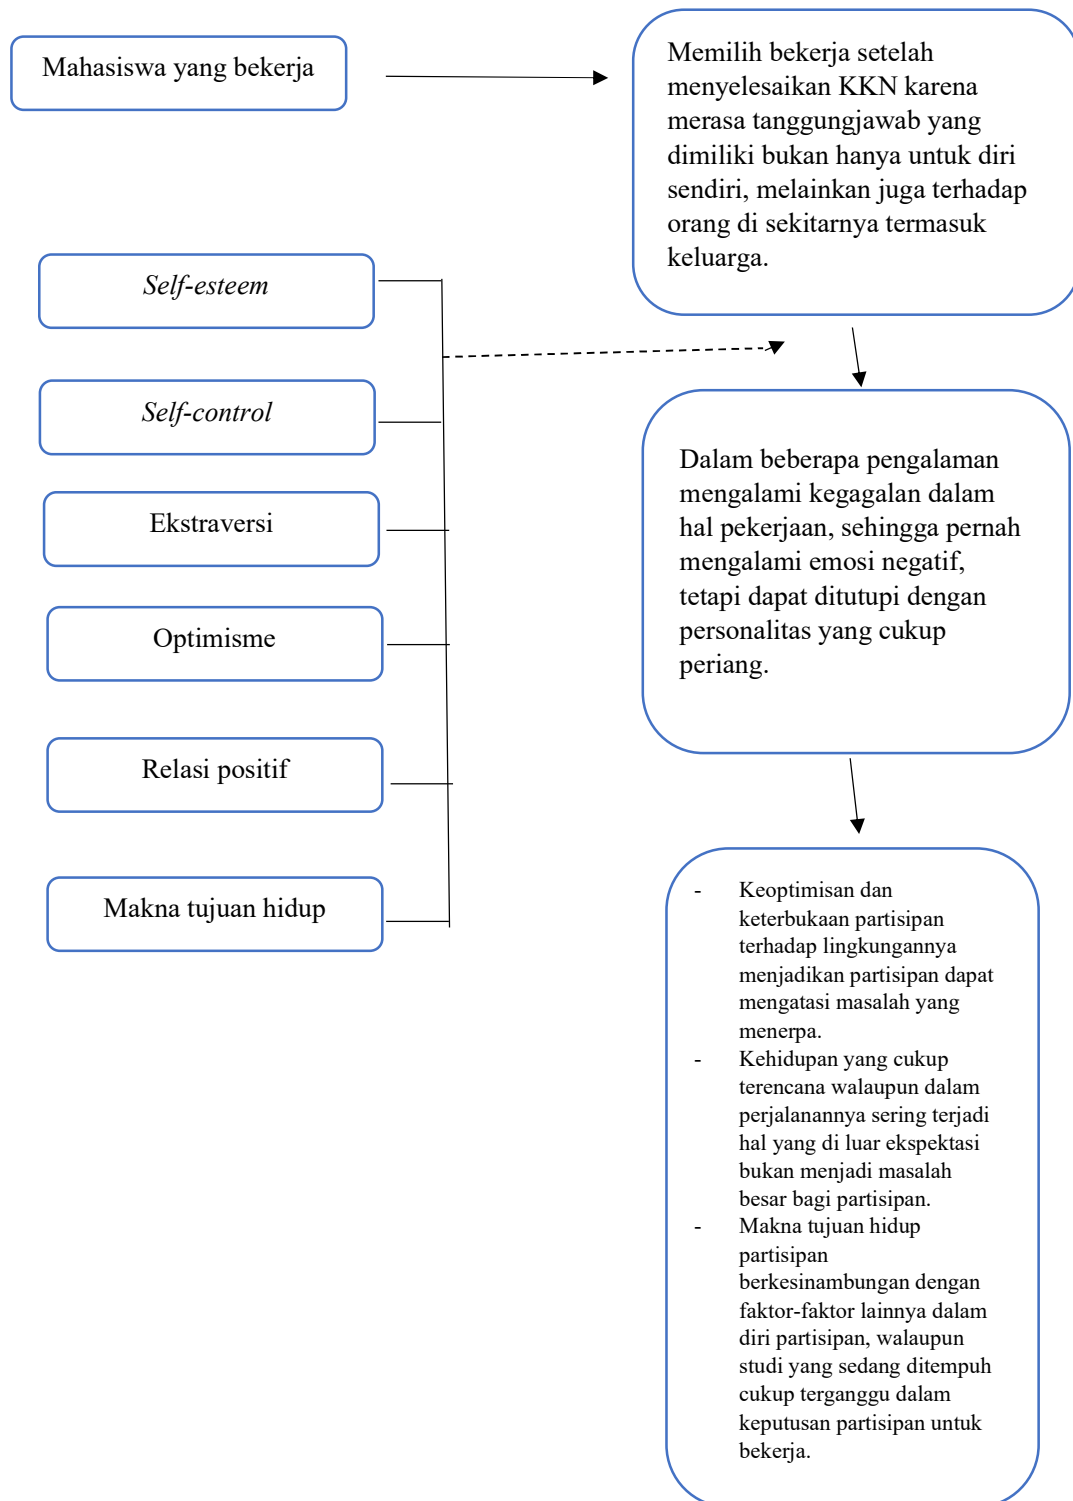 Mahasiswa yang bekerja
Memilih bekerja setelah
menyelesaikan KKN karena
merasa tanggungjawab yang
dimiliki bukan hanya untuk diri
sendiri, melainkan juga terhadap
orang di sekitarnya termasuk
keluarga.
Self-esteem
Self-control
Ekstraversi
Optimisme
Relasi positif
Makna tujuan hidup
Dalam beberapa pengalaman
mengalami kegagalan dalam
hal pekerjaan, sehingga pernah
mengalami emosi negatif,
tetapi dapat ditutupi dengan
personalitas yang cukup
periang.
- Keoptimisan dan
keterbukaan partisipan
terhadap lingkungannya
menjadikan partisipan dapat
mengatasi masalah yang
menerpa.
- Kehidupan yang cukup
terencana walaupun dalam
perjalanannya sering terjadi
hal yang di luar ekspektasi
bukan menjadi masalah
besar bagi partisipan.
- Makna tujuan hidup
partisipan
berkesinambungan dengan
faktor-faktor lainnya dalam
diri partisipan, walaupun
studi yang sedang ditempuh
cukup terganggu dalam
keputusan partisipan untuk
bekerja.